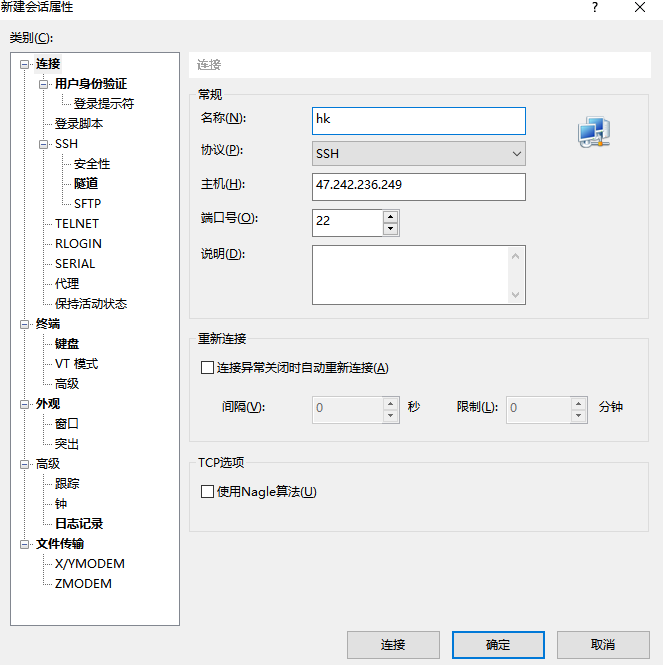 新建会话属性
?
类别(C):
连接
用户身份验证
登录提示符
登录脚本
SSH
安全性
隧道
SFTP
TELNET
RLOGIN
SERIAL
代理
保持活动状态
终端
键盘
VT 模式
高级
外观
窗口
突出
高级
跟踪
钟
日志记录
文件传输
X/YMODEM
ZMODEM
连接
常规
名称(N):
hk
协议(P):
SSH
主机(H):
47.242.236.249
端口号(O):
22
说明(D):
重新连接
连接异常关闭时自动重新连接(A)
间隔(V): 0 秒 限制(L): 0 分钟
TCP选项
使用Nagle算法(U)
连接 确定 取消